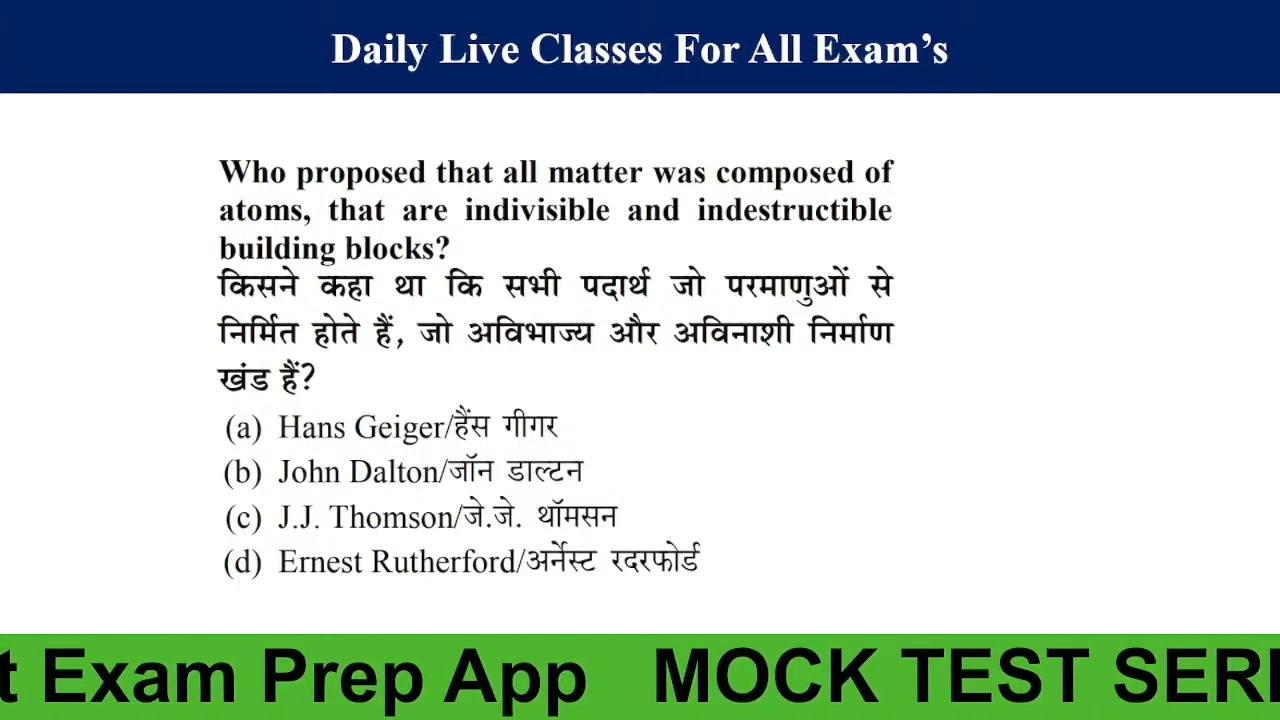 Daily Live Classes For All Exam’s
Who proposed that all matter was composed of
atoms, that are indivisible and indestructible
building blocks?
किसने कहा था कि सभी पदार्थ जो परमाणुओं से
निर्मित होते हैं, जो अविभाज्य और अविनाशी निर्माण
खंड हैं?
(a) Hans Geiger/हैंस गीगर
(b) John Dalton/जॉन डाल्टन
(c) J.J. Thomson/जे.जे. थॉमसन
(d) Ernest Rutherford/अर्नेस्ट रदरफोर्ड
t Exam Prep App MOCK TEST SERI